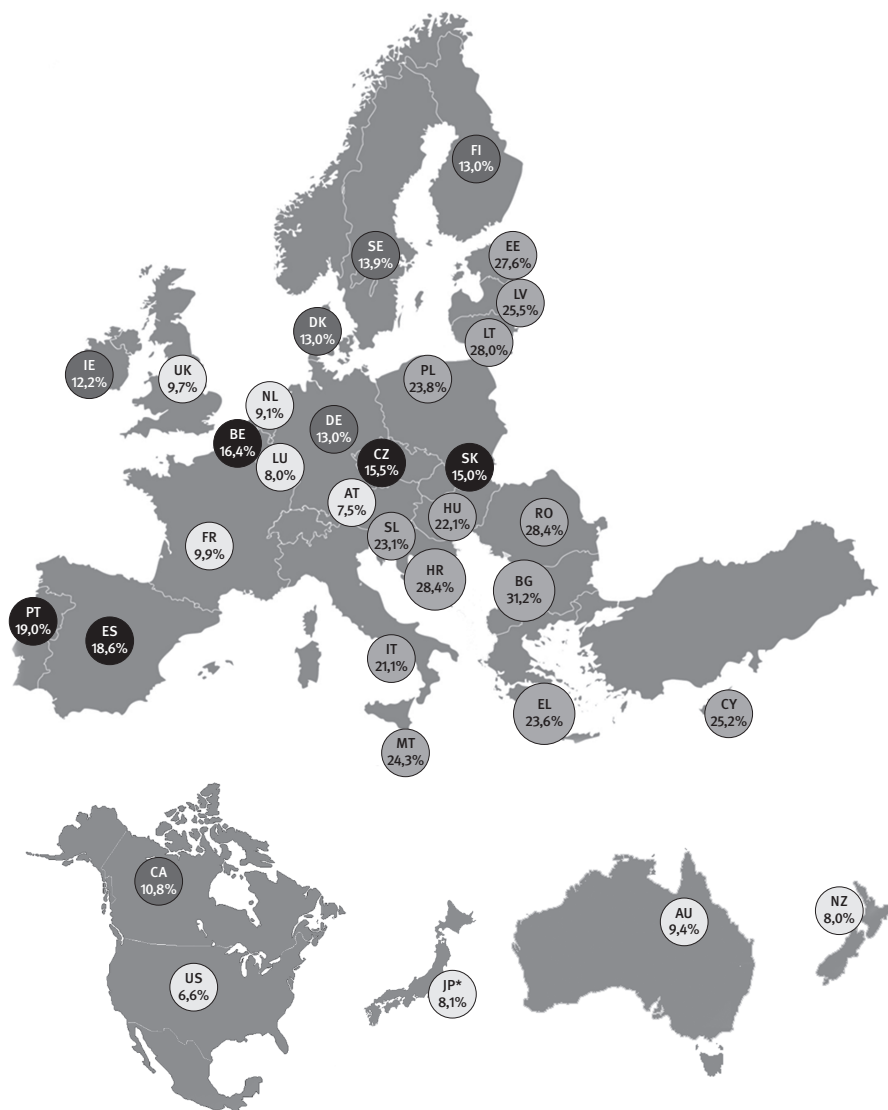 FI
13,0%
SE
13,9%
EE
27,6%
LV
25,5%
DK
13,0%
LT
28,0%
IE
12,2%
UK
9,7%
PL
23,8%
NL
9,1%
DE
13,0%
BE
16,4%
CZ
15,5%
SK
15,0%
LU
8,0%
AT
7,5%
HU
22,1%
RO
28,4%
SL
23,1%
FR
9,9%
HR
28,4%
BG
31,2%
PT
19,0%
ES
18,6%
IT
21,1%
EL
23,6%
CY
25,2%
MT
24,3%
CA
10,8%
AU
9,4%
NZ
8,0%
US
6,6%
JP*
8,1%